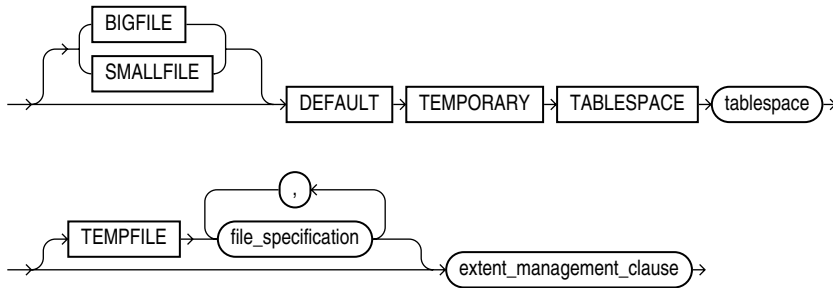 BIGFILE
SMALLFILE
DEFAULT TEMPORARY TABLESPACE tablespace
,
TEMPFILE file_specification
extent_management_clause